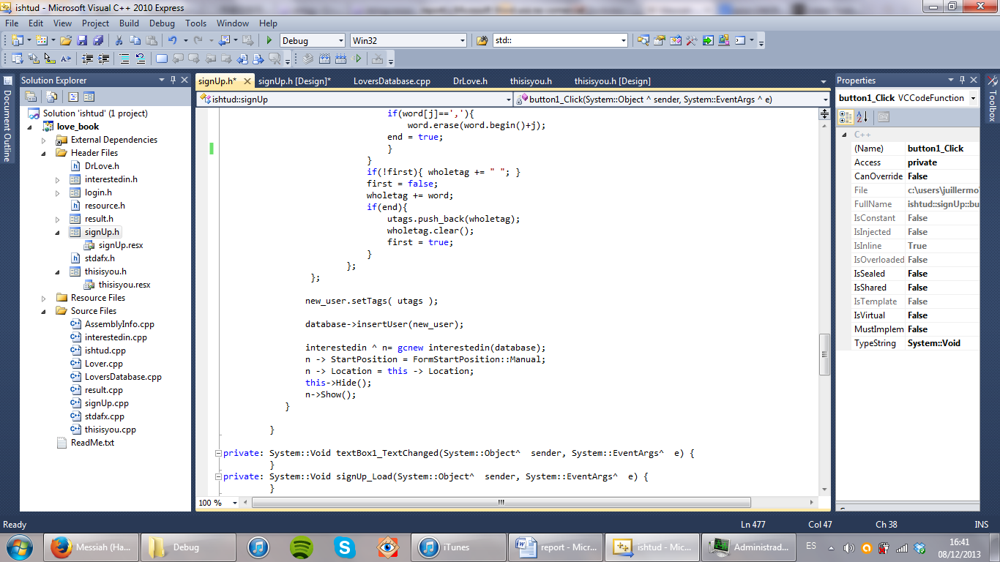 ishtud - Microsoft Visual C++ 2010 Express
File Edit View Project Build Debug Tools Window Help
Debug Win32 std::
Document Outline
Solution Explorer
Solution 'ishtud' (1 project)
love_book
External Dependencies
Header Files
DrLove.h
interestedin.h
login.h
resource.h
result.h
signUp.h
signUp.resx
stdafx.h
thisisyou.h
thisisyou.resx
Resource Files
Source Files
AssemblyInfo.cpp
interestedin.cpp
ishtud.cpp
Lover.cpp
LoversDatabase.cpp
result.cpp
signUp.cpp
stdafx.cpp
thisisyou.cpp
ReadMe.txt
signUp.h* signUp.h [Design]* LoversDatabase.cpp DrLove.h thisisyou.h thisisyou.h [Design]
ishtud::signUp button1_Click(System::Object ^ sender, System::EventArgs ^ e)
if(word[j]==','){
word.erase(word.begin()+j);
end = true;
}
}
if(!first){ wholetag += " "; }
first = false;
wholetag += word;
if(end){
utags.push_back(wholetag);
wholetag.clear();
first = true;
}
};
};
new_user.setTags( utags );
database->insertUser(new_user);
interestedin ^ n= gcnew interestedin(database);
n -> StartPosition = FormStartPosition::Manual;
n -> Location = this -> Location;
this->Hide();
n->Show();
}
}
private: System::Void textBox1_TextChanged(System::Object^  sender, System::EventArgs^  e) {
}
private: System::Void signUp_Load(System::Object^  sender, System::EventArgs^  e) {
}
100 %
Properties
button1_Click VCCodeFunction
C++
(Name) button1_Click
Access private
CanOverride False
File c:\users\juillermo
FullName ishtud::signUp::bu
IsConstant False
IsInjected False
IsInline True
IsOverloaded False
IsSealed False
IsShared False
IsTemplate False
IsVirtual False
MustImplem False
TypeString System::Void
Toolbox
Ready Ln 477 Col 47 Ch 38 INS
Messiah (Ha... Debug iTunes report - Micr... ishtud - Mic... Administrad... ES 16:41
08/12/2013